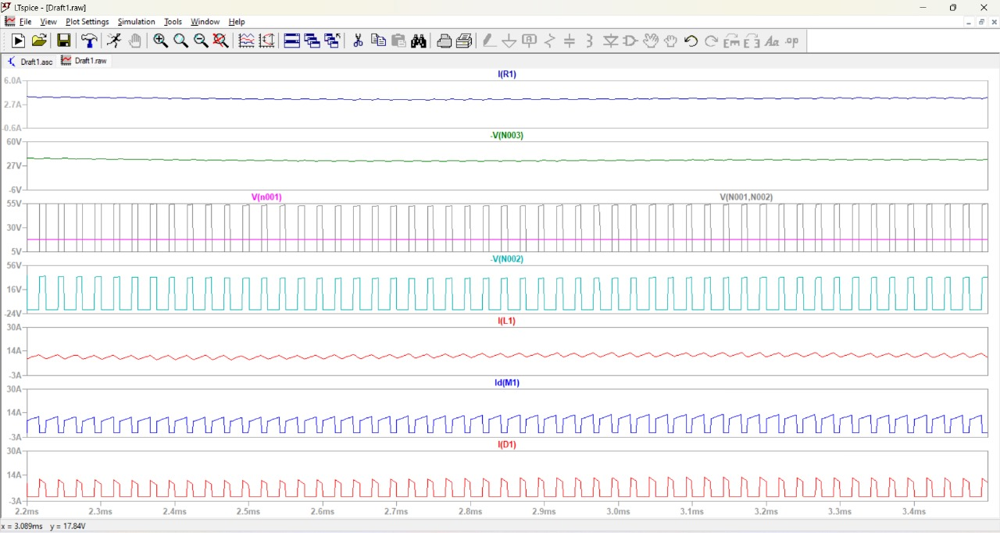 LTspice - [Draft1.raw]
File View Plot Settings Simulation Tools Window Help
Draft1.asc Draft1.raw
I(R1)
6.0A
2.7A
-0.6A
-V(N003)
60V
27V
-6V
V(n001) V(N001,N002)
55V
30V
5V
-V(N002)
56V
16V
-24V
I(L1)
30A
14A
-3A
Id(M1)
30A
14A
-3A
I(D1)
30A
14A
-3A
2.2ms 2.3ms 2.4ms 2.5ms 2.6ms 2.7ms 2.8ms 2.9ms 3.0ms 3.1ms 3.2ms 3.3ms 3.4ms
x = 3.089ms y = 17.84V